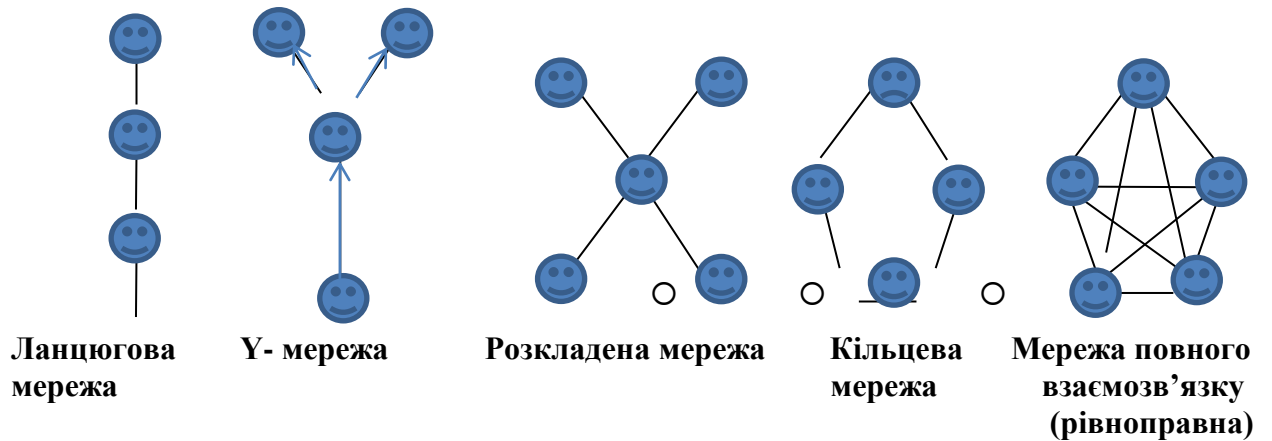 Ланцюгова мережа
Y- мережа
Розкладена мережа
Кільцева мережа
Мережа повного взаємозв’язку (рівноправна)